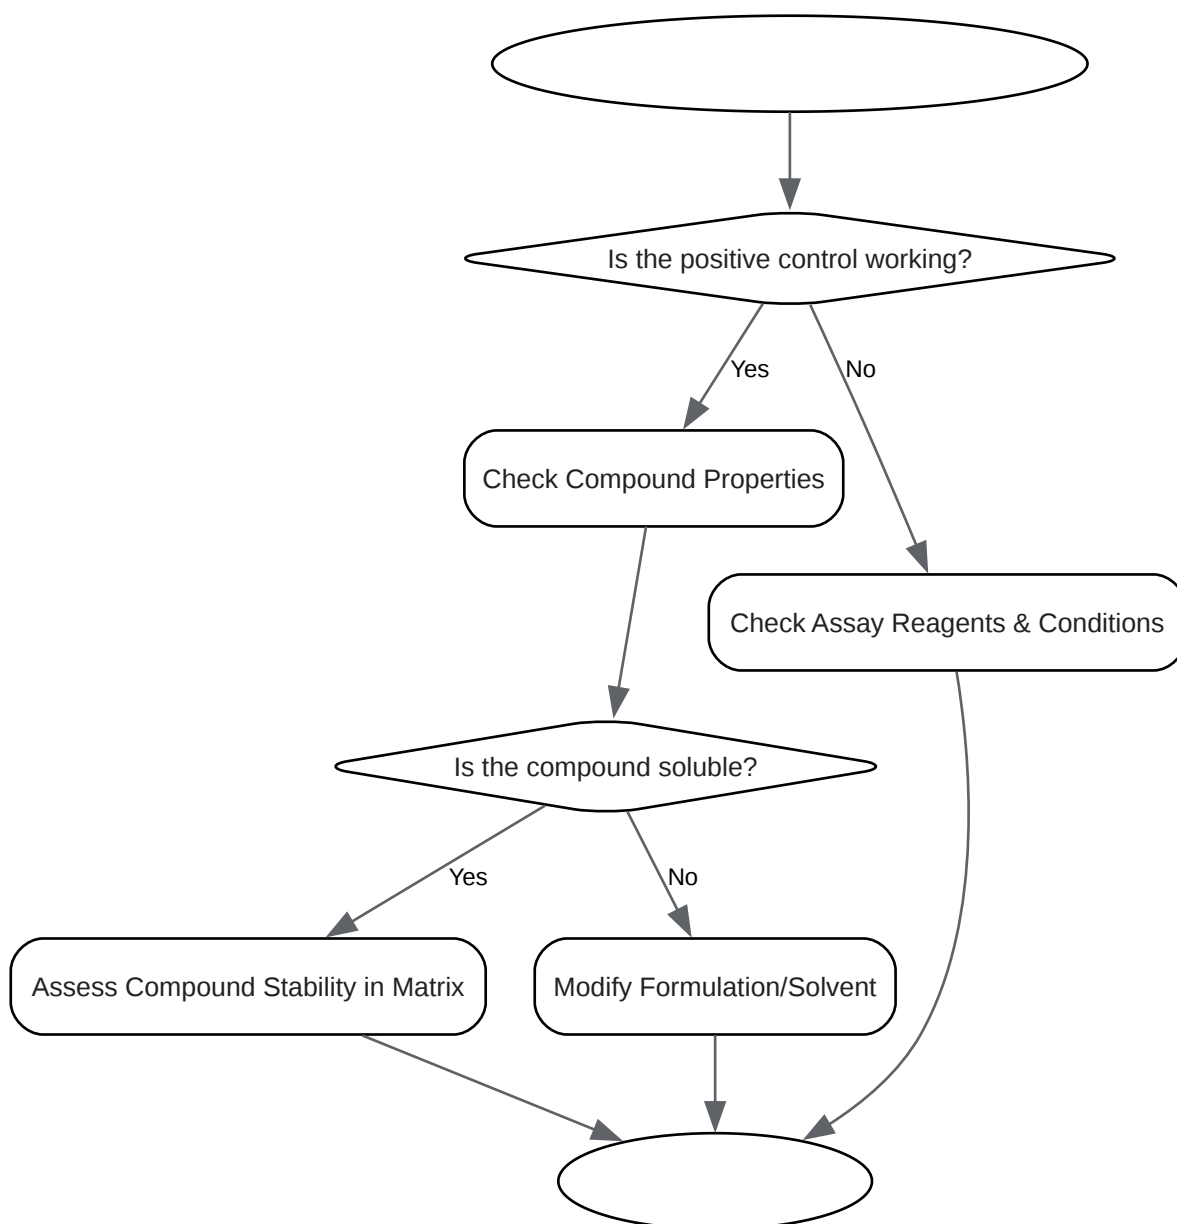 Is the positive control working?
Yes
No
Check Compound Properties
Check Assay Reagents & Conditions
Is the compound soluble?
Yes
No
Assess Compound Stability in Matrix
Modify Formulation/Solvent